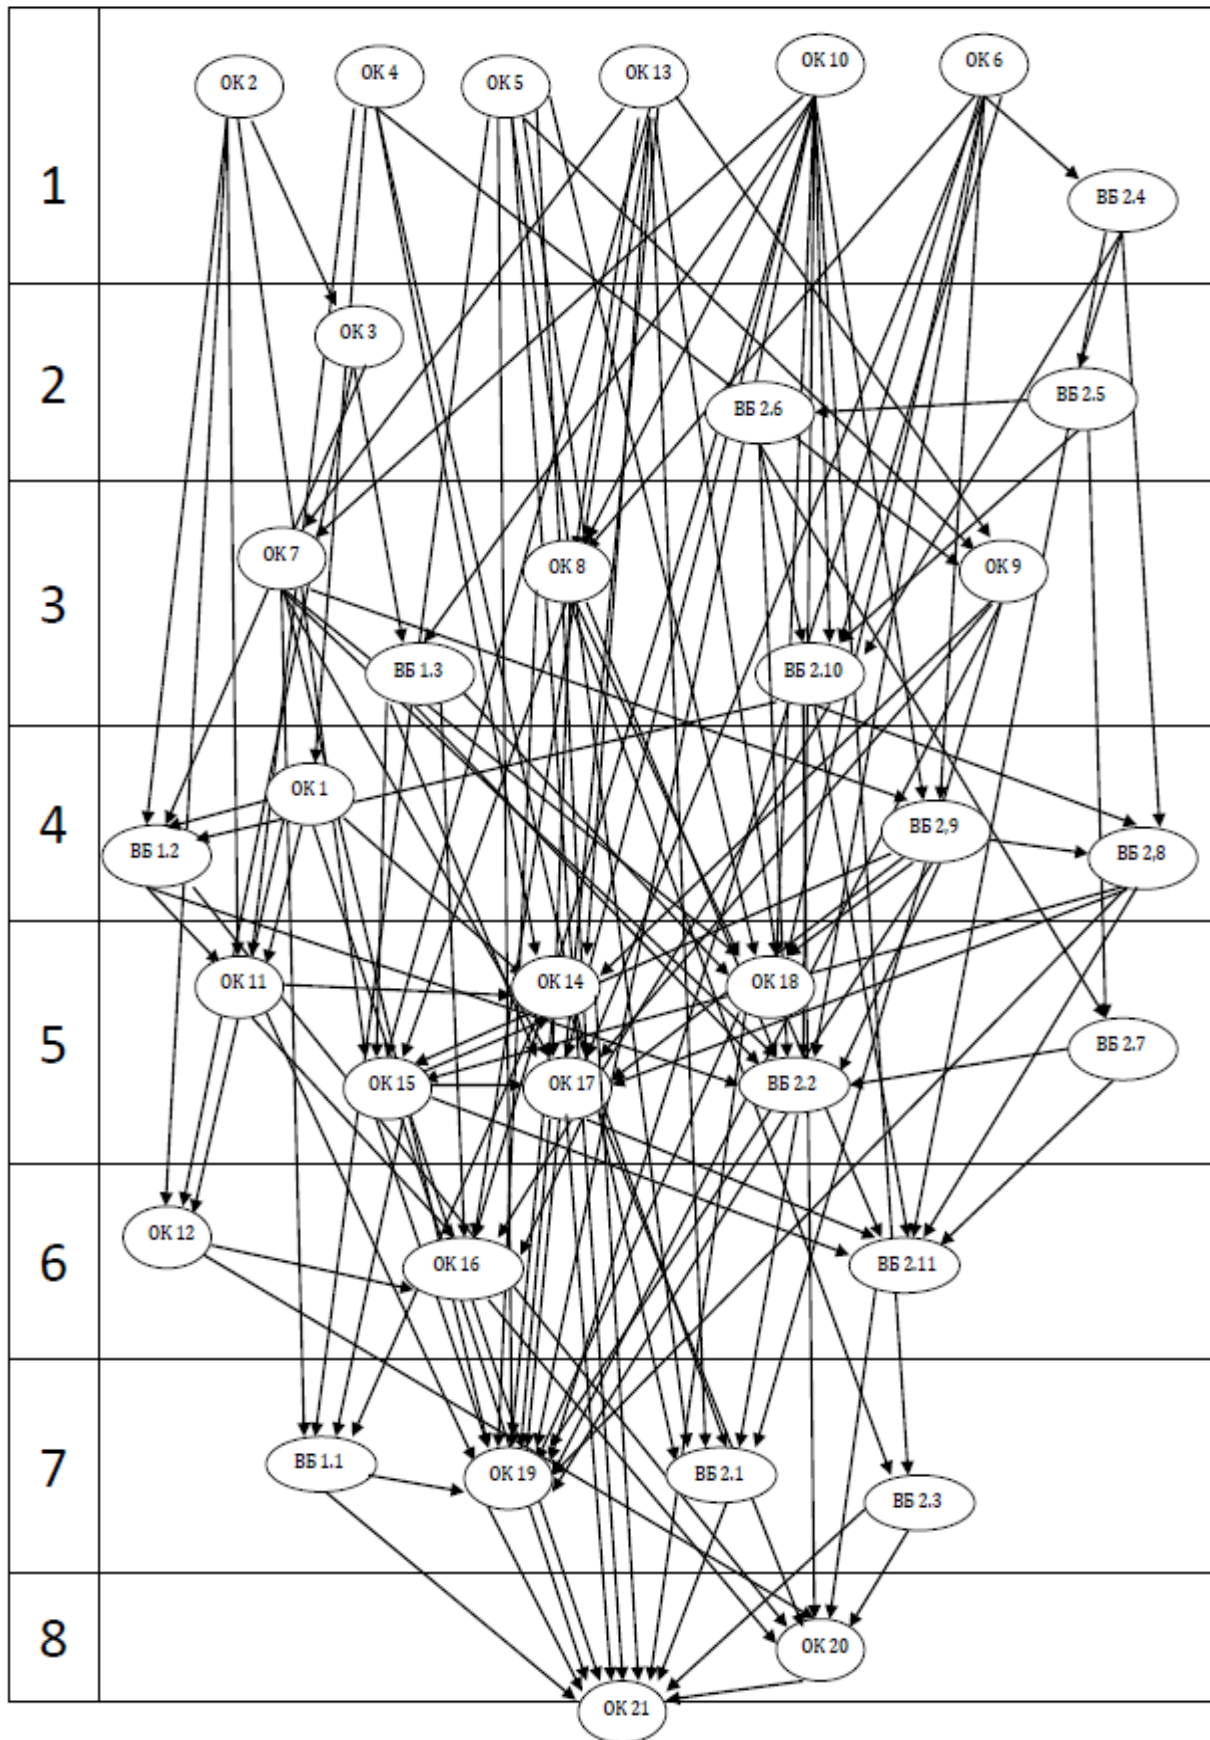 1
ОК 2
ОК 4
ОК 5
ОК 13
ОК 10
ОК 6
ВБ 2.4
2
ОК 3
ВБ 2.6
ВБ 2.5
3
ОК 7
ОК 8
ОК 9
ВБ 1.3
ВБ 2.10
4
ОК 1
ВБ 1.2
ВБ 2,9
ВБ 2,8
5
ОК 11
ОК 14
ОК 18
ВБ 2.7
ОК 15
ОК 17
ВБ 2.2
6
ОК 12
ОК 16
ВБ 2.11
7
ВБ 1.1
ОК 19
ВБ 2.1
ВБ 2.3
8
ОК 20
ОК 21